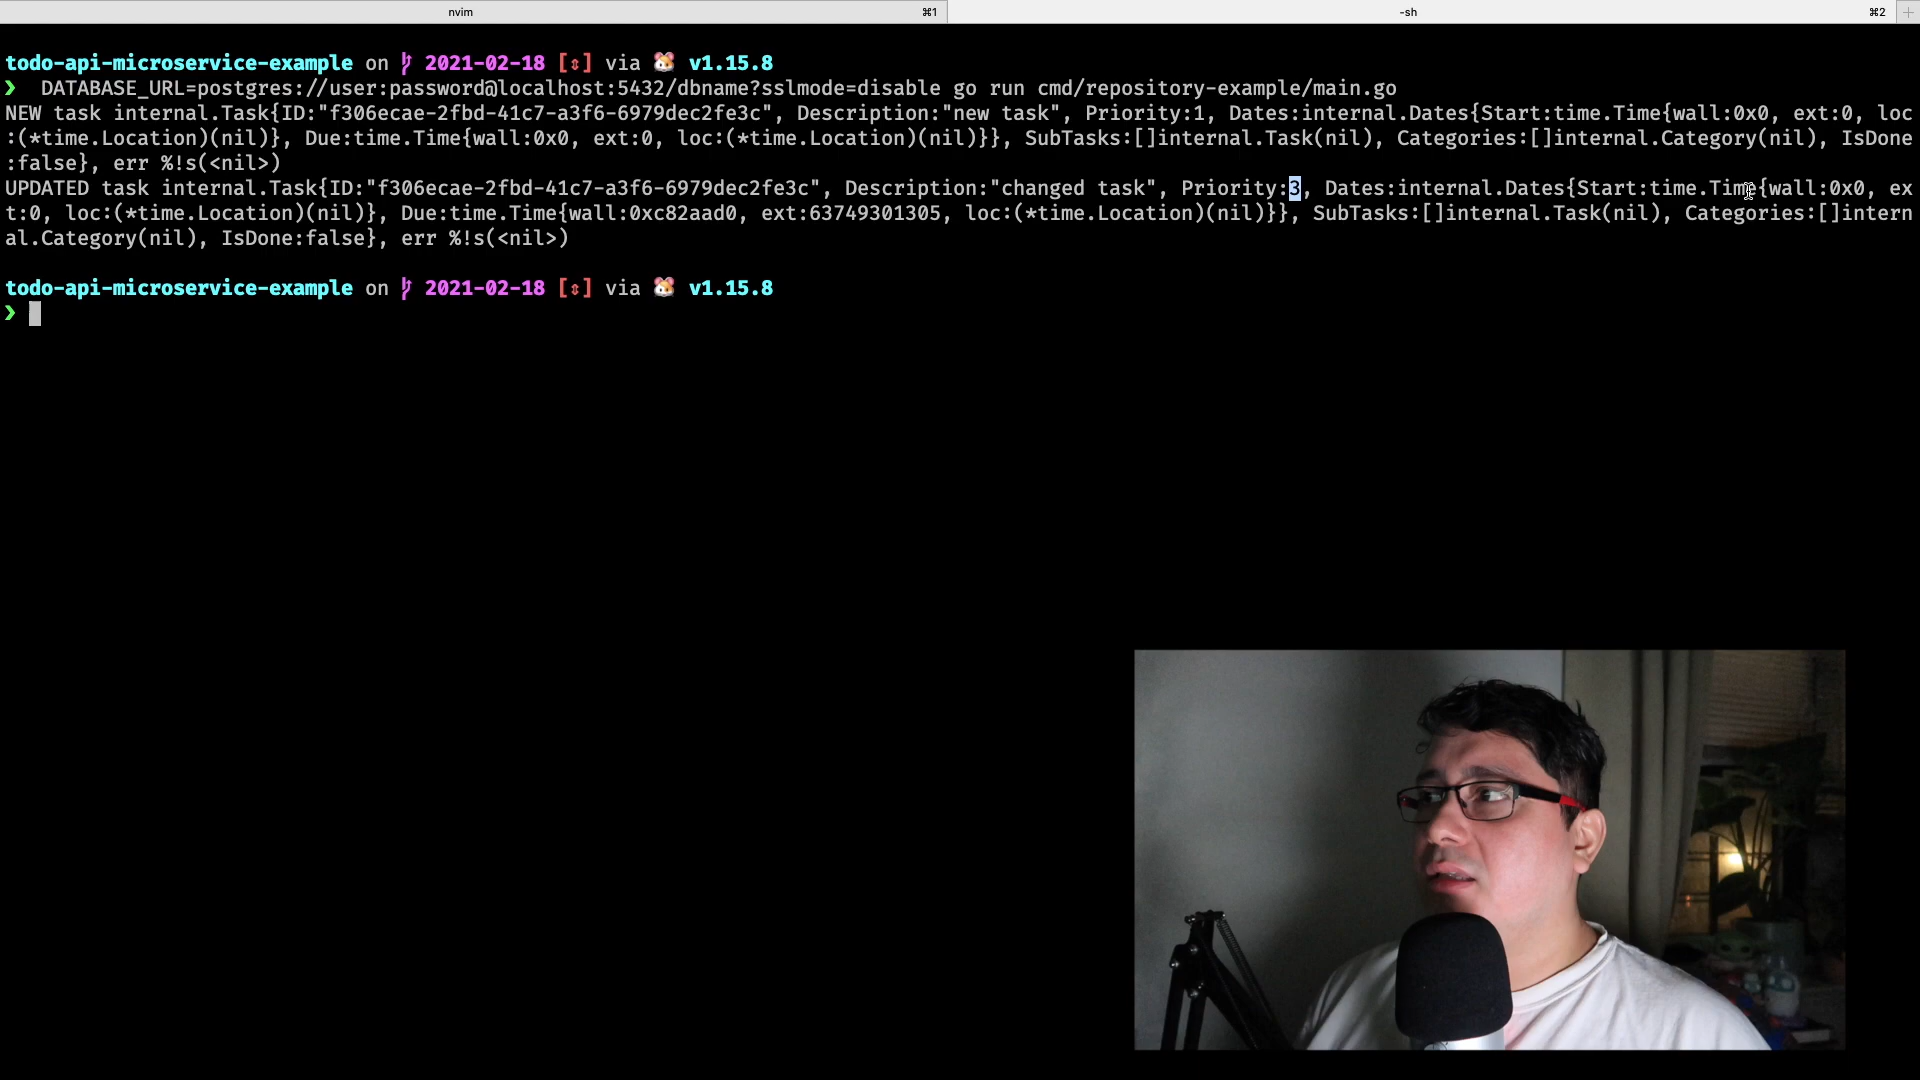 nvim ⌘1 -sh ⌘2 +
todo-api-microservice-example on 2021-02-18 [⇕] via 🐹 v1.15.8
❯ DATABASE_URL=postgres://user:password@localhost:5432/dbname?sslmode=disable go run cmd/repository-example/main.go
NEW task internal.Task{ID:"f306ecae-2fbd-41c7-a3f6-6979dec2fe3c", Description:"new task", Priority:1, Dates:internal.Dates{Start:time.Time{wall:0x0, ext:0, loc
:(*time.Location)(nil)}, Due:time.Time{wall:0x0, ext:0, loc:(*time.Location)(nil)}}, SubTasks:[]internal.Task(nil), Categories:[]internal.Category(nil), IsDone
:false}, err %!s(<nil>)
UPDATED task internal.Task{ID:"f306ecae-2fbd-41c7-a3f6-6979dec2fe3c", Description:"changed task", Priority:3, Dates:internal.Dates{Start:time.Time{wall:0x0, ex
t:0, loc:(*time.Location)(nil)}, Due:time.Time{wall:0xc82aad0, ext:63749301305, loc:(*time.Location)(nil)}}, SubTasks:[]internal.Task(nil), Categories:[]intern
al.Category(nil), IsDone:false}, err %!s(<nil>)
todo-api-microservice-example on 2021-02-18 [⇕] via 🐹 v1.15.8
❯